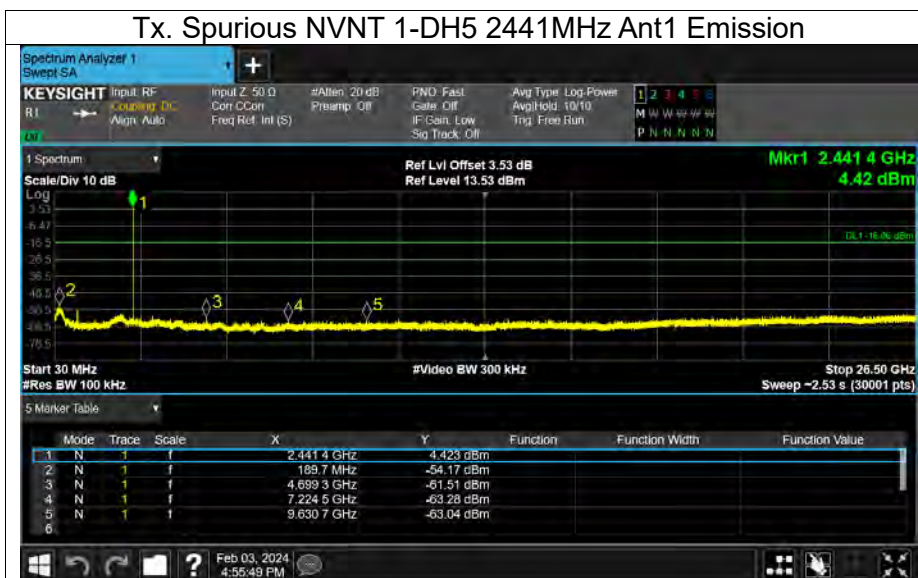 Tx. Spurious NVNT 1-DH5 2441MHz Ant1 Emission
Spectrum Analyzer 1
Swept SA
+
KEYSIGHT Input: RF Input Z: 50 Ω #Atten: 20 dB PNO: Fast Avg Type: Log-Power 1 2 3 4 5 6
RL Coupling: DC Corr CCorr Preamp: Off Gate: Off Avg|Hold: 10/10 M W W W W W
Align: Auto Freq Ref: Int (S) IF Gain: Low Trig: Free Run
Sig Track: Off P N N N N N
1 Spectrum Ref Lvl Offset 3.53 dB Mkr1 2.441 4 GHz
Scale/Div 10 dB Ref Level 13.53 dBm 4.42 dBm
Log
3.53
-6.47
-16.5
DL1 -16.06 dBm
-26.5
-36.5
-46.5
-56.5
-66.5
-76.5
1
2
3
4
5
Start 30 MHz #Video BW 300 kHz Stop 26.50 GHz
#Res BW 100 kHz Sweep ~2.53 s (30001 pts)
5 Marker Table
Mode Trace Scale X Y Function Function Width Function Value
1 N 1 f 2.441 4 GHz 4.423 dBm
2 N 1 f 189.7 MHz -54.17 dBm
3 N 1 f 4.699 3 GHz -61.51 dBm
4 N 1 f 7.224 5 GHz -63.28 dBm
5 N 1 f 9.630 7 GHz -63.04 dBm
6
? Feb 03, 2024
4:55:49 PM